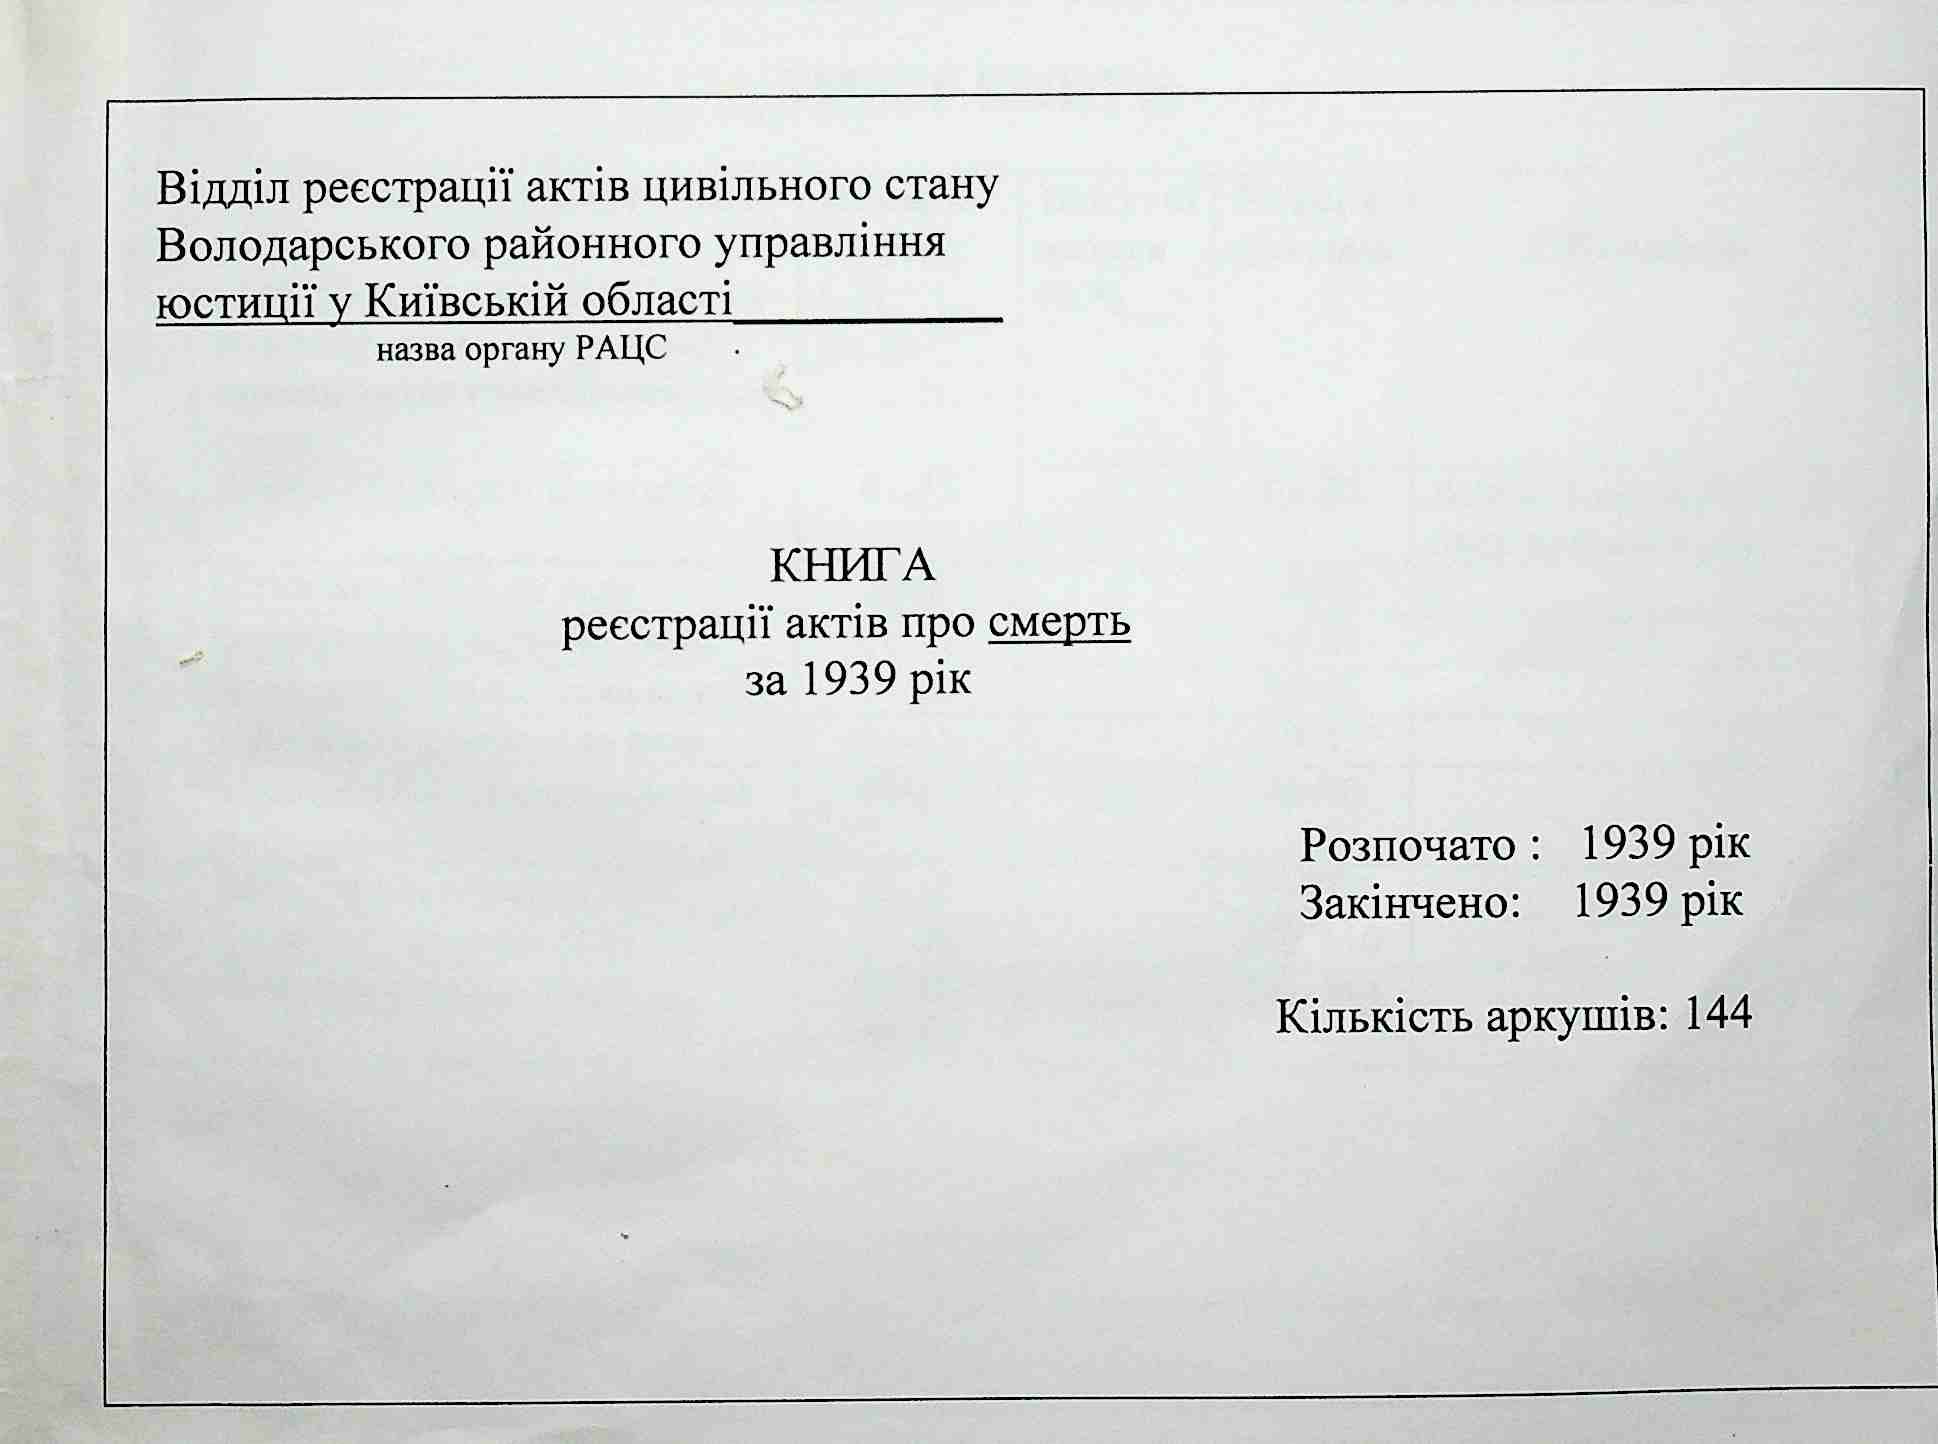 Відділ реєстрації актів цивільного стану
Володарського районного управління
юстиції у Київській області
назва органу РАЦС
КНИГА
реєстрації актів про смерть
за 1939 рік
Розпочато : 1939 рік
Закінчено: 1939 рік
Кількість аркушів: 144